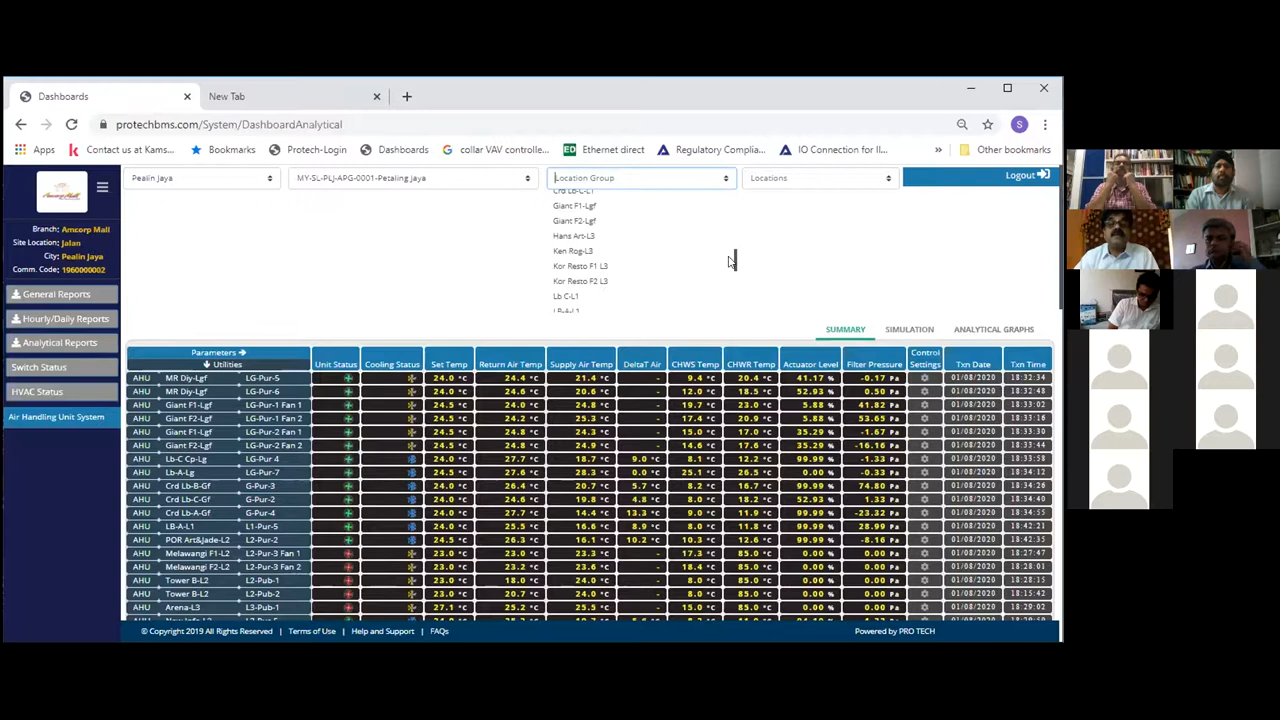 Dashboards
New Tab
protechbms.com/System/DashboardAnalytical
S
Apps Contact us at Kams... Bookmarks Protech-Login Dashboards collar VAV controlle... ED Ethernet direct Regulatory Complian... IO Connection for II... » Other bookmarks
Pealin Jaya MY-SL-PLJ-APG-0001-Petaling Jaya Location Group Locations Logout
Crd Lb-C-L1
Giant F1-Lgf
Giant F2-Lgf
Hans Art-L3
Ken Rog-L3
Kor Resto F1 L3
Kor Resto F2 L3
Lb C-L1
LB-A-L1
Amcorp Mall
Branch: Amcorp Mall
Site Location: Jalan
City: Pealin Jaya
Comm. Code: 1960000002
General Reports
Hourly/Daily Reports
Analytical Reports
Switch Status
HVAC Status
Air Handling Unit System
SUMMARY SIMULATION ANALYTICAL GRAPHS
Parameters
Utilities Unit Status Cooling Status Set Temp Return Air Temp Supply Air Temp DeltaT Air CHWS Temp CHWR Temp Actuator Level Filter Pressure Control Settings Txn Date Txn Time
AHU MR Diy-Lgf LG-Pur-5 24.0 °C 24.4 °C 21.4 °C - 9.4 °C 20.4 °C 41.17 % -0.17 Pa 01/08/2020 18:32:34
AHU MR Diy-Lgf LG-Pur-6 24.0 °C 24.6 °C 20.6 °C - 12.0 °C 18.5 °C 52.93 % 0.50 Pa 01/08/2020 18:32:48
AHU Giant F1-Lgf LG-Pur-1 Fan 1 24.5 °C 24.0 °C 24.8 °C - 19.7 °C 23.0 °C 5.88 % 41.82 Pa 01/08/2020 18:33:02
AHU Giant F2-Lgf LG-Pur-1 Fan 2 24.5 °C 24.2 °C 25.3 °C - 17.4 °C 20.9 °C 5.88 % 53.65 Pa 01/08/2020 18:33:16
AHU Giant F1-Lgf LG-Pur-2 Fan 1 24.5 °C 24.8 °C 24.3 °C - 15.0 °C 17.6 °C 35.29 % -1.67 Pa 01/08/2020 18:33:30
AHU Giant F2-Lgf LG-Pur-2 Fan 2 24.5 °C 24.8 °C 24.9 °C - 14.6 °C 17.2 °C 35.29 % -16.16 Pa 01/08/2020 18:33:44
AHU Lb-C Cp-Lg LG-Pur 4 24.0 °C 27.7 °C 18.7 °C 9.0 °C 8.1 °C 12.2 °C 99.99 % -1.33 Pa 01/08/2020 18:33:58
AHU Lb-A-Lg LG-Pur-7 24.0 °C 27.6 °C 28.3 °C 0.0 °C 25.1 °C 26.5 °C 0.00 % -0.33 Pa 01/08/2020 18:34:12
AHU Crd Lb-B-Gf G-Pur-3 24.0 °C 26.4 °C 20.7 °C 5.7 °C 8.2 °C 16.7 °C 99.99 % 74.80 Pa 01/08/2020 18:34:26
AHU Crd Lb-C-Gf G-Pur-2 24.0 °C 24.6 °C 19.8 °C 4.8 °C 8.0 °C 18.2 °C 52.93 % 1.33 Pa 01/08/2020 18:34:40
AHU Crd Lb-A-Gf G-Pur-4 24.0 °C 27.7 °C 14.4 °C 13.3 °C 9.0 °C 11.9 °C 99.99 % -23.32 Pa 01/08/2020 18:34:55
AHU LB-A-L1 L1-Pur-5 24.0 °C 25.5 °C 16.6 °C 8.9 °C 8.0 °C 11.8 °C 99.99 % 28.99 Pa 01/08/2020 18:42:21
AHU POR Art&Jade-L2 L2-Pur-2 24.5 °C 26.3 °C 16.1 °C 10.2 °C 10.3 °C 12.6 °C 99.99 % -8.16 Pa 01/08/2020 18:42:35
AHU Melawangi F1-L2 L2-Pur-3 Fan 1 23.0 °C 23.0 °C 23.3 °C - 17.3 °C 85.0 °C 0.00 % 0.00 Pa 01/08/2020 18:27:47
AHU Melawangi F2-L2 L2-Pur-3 Fan 2 23.0 °C 23.2 °C 23.6 °C - 18.4 °C 85.0 °C 0.00 % 0.00 Pa 01/08/2020 18:28:01
AHU Tower B-L2 L2-Pub-1 23.0 °C 18.0 °C 24.0 °C - 8.0 °C 85.0 °C 0.00 % 0.00 Pa 01/08/2020 18:28:15
AHU Tower B-L2 L2-Pub-2 23.0 °C 20.7 °C 24.0 °C - 8.0 °C 85.0 °C 0.00 % 0.00 Pa 01/08/2020 18:15:42
AHU Arena-L3 L3-Pub-1 27.1 °C 25.2 °C 25.5 °C - 15.0 °C 85.0 °C 0.00 % 0.00 Pa 01/08/2020 18:29:02
© Copyright 2019 All Rights Reserved | Terms of Use | Help and Support | FAQs Powered by PRO TECH